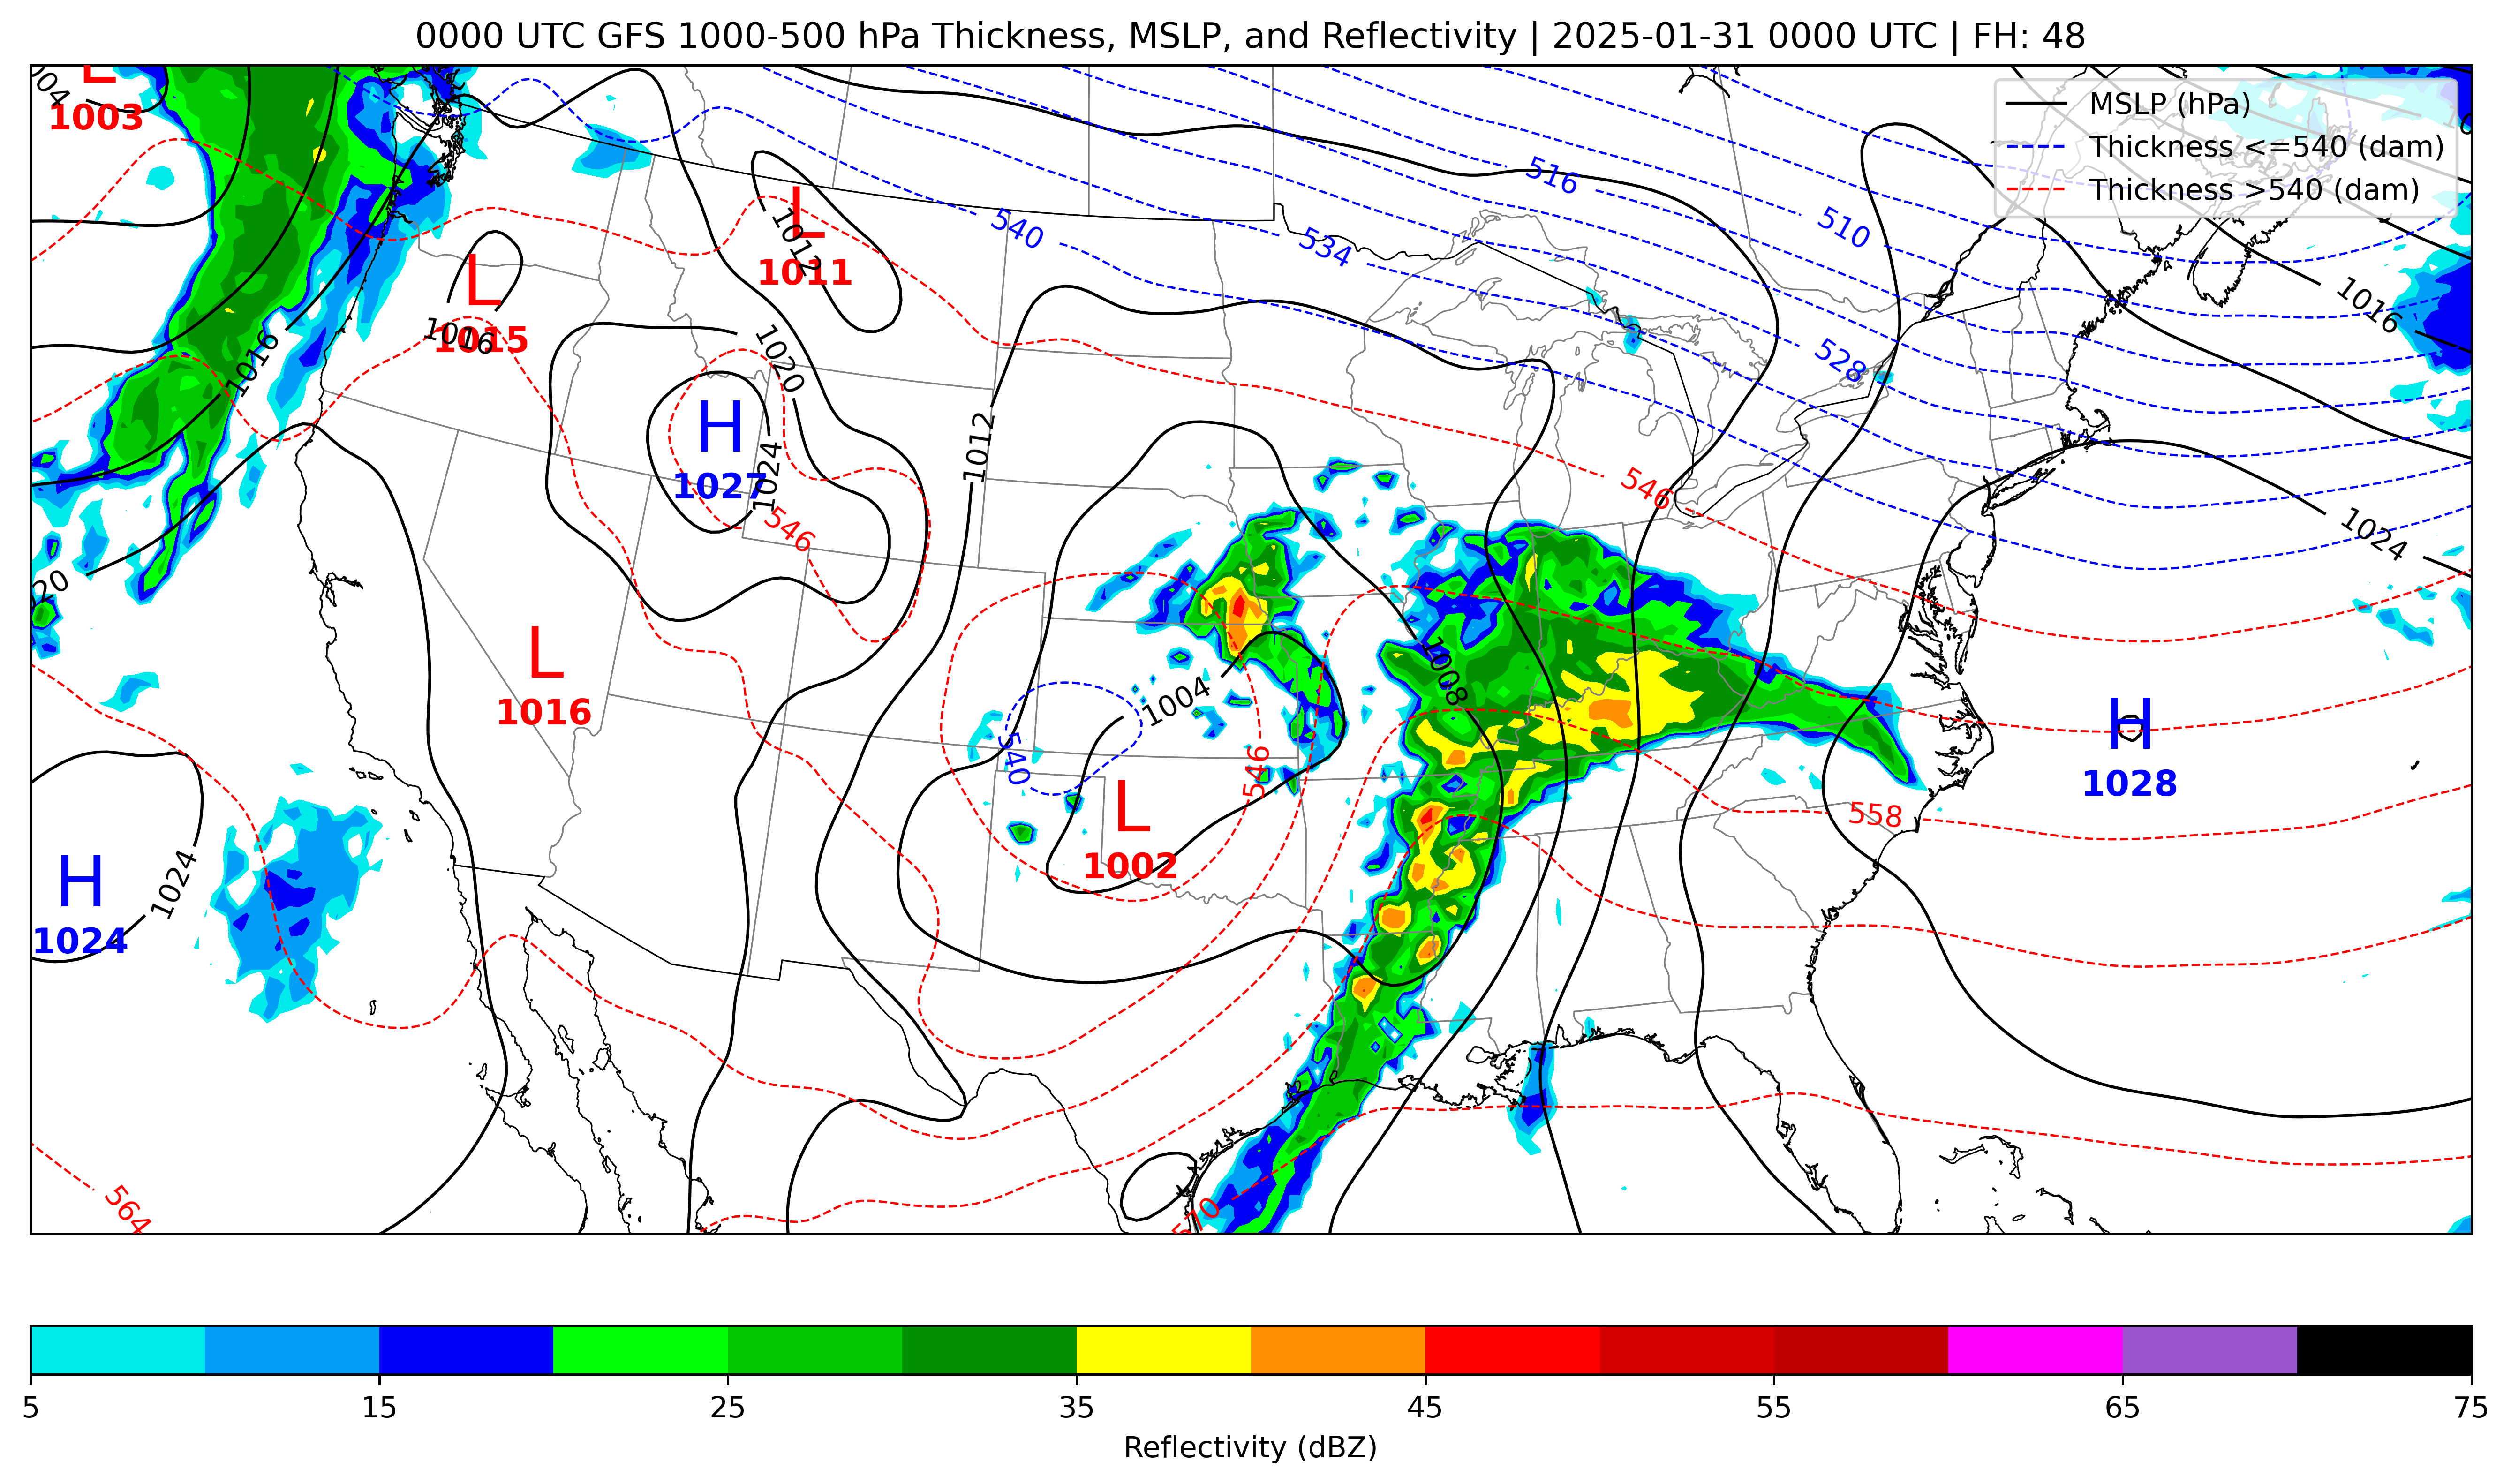 0000 UTC GFS 1000-500 hPa Thickness, MSLP, and Reflectivity | 2025-01-31 0000 UTC | FH: 48
MSLP (hPa)
Thickness <=540 (dam)
Thickness >540 (dam)
L
1003
516
510
540
534
L
1012
1011
L
1016
1015
1016
1016
528
1020
H
1027
1024
1012
546
546
1024
L
1016
1004
1008
540
546
H
1028
L
1002
558
H
1024
1024
564
5
15
25
35
45
55
65
75
Reflectivity (dBZ)